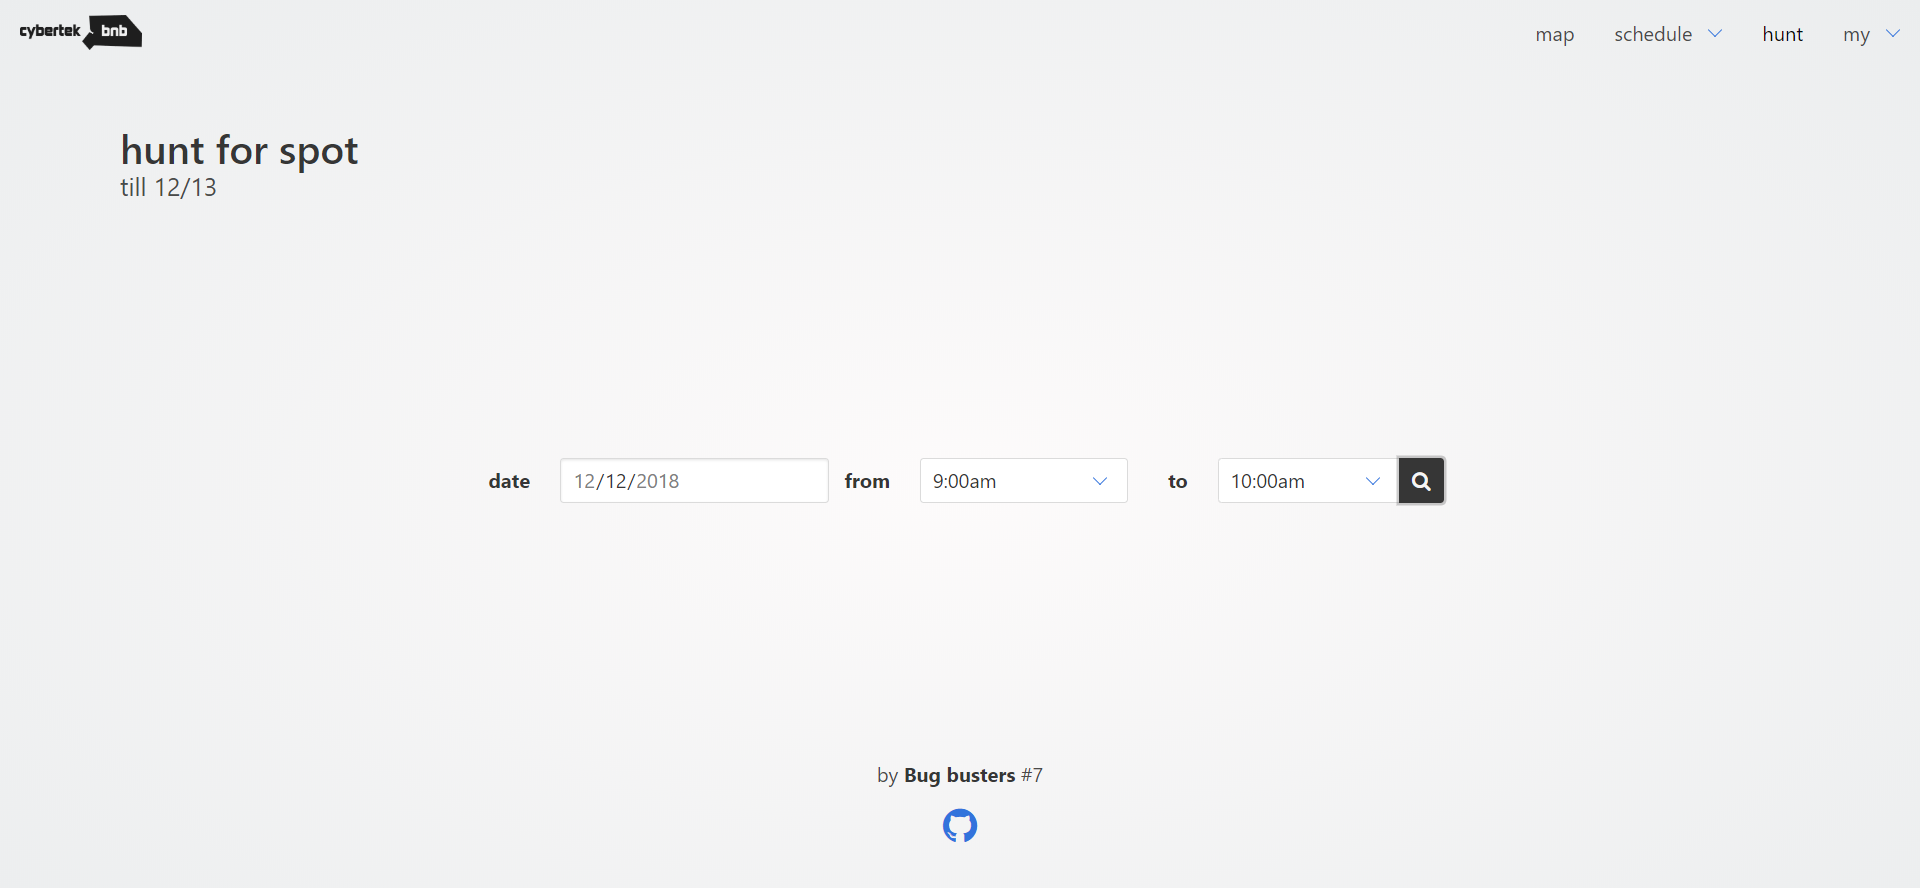 cybertek bnb
map schedule hunt my
hunt for spot
till 12/13
date 12/12/2018 from 9:00am to 10:00am
by Bug busters #7